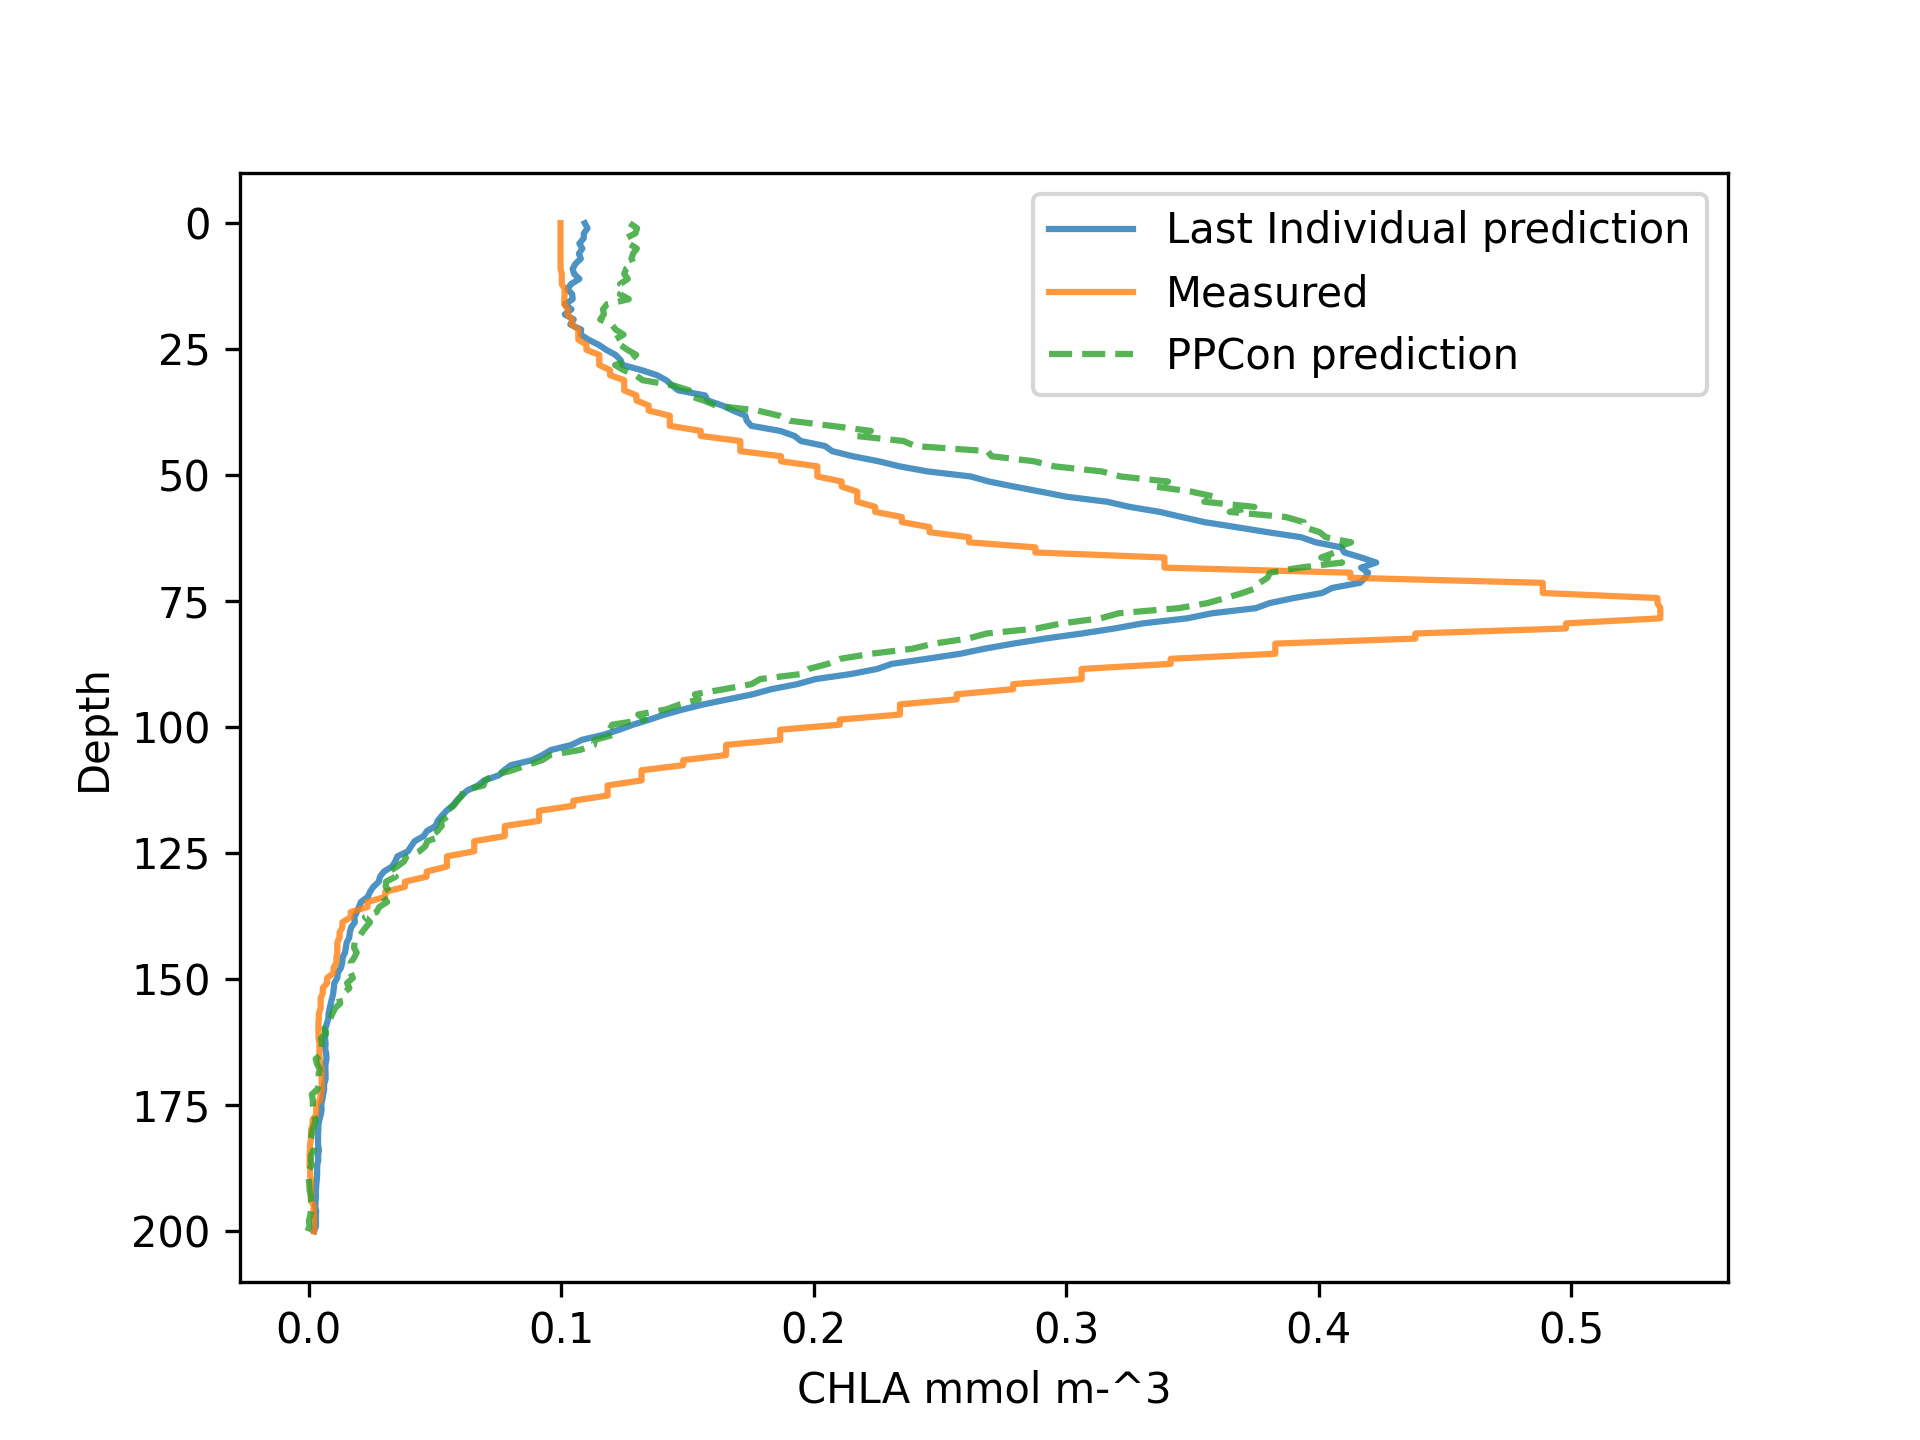 Last Individual prediction
Measured
PPCon prediction
0
25
50
75
100
125
150
175
200
Depth
0.0 0.1 0.2 0.3 0.4 0.5
CHLA mmol m-^3